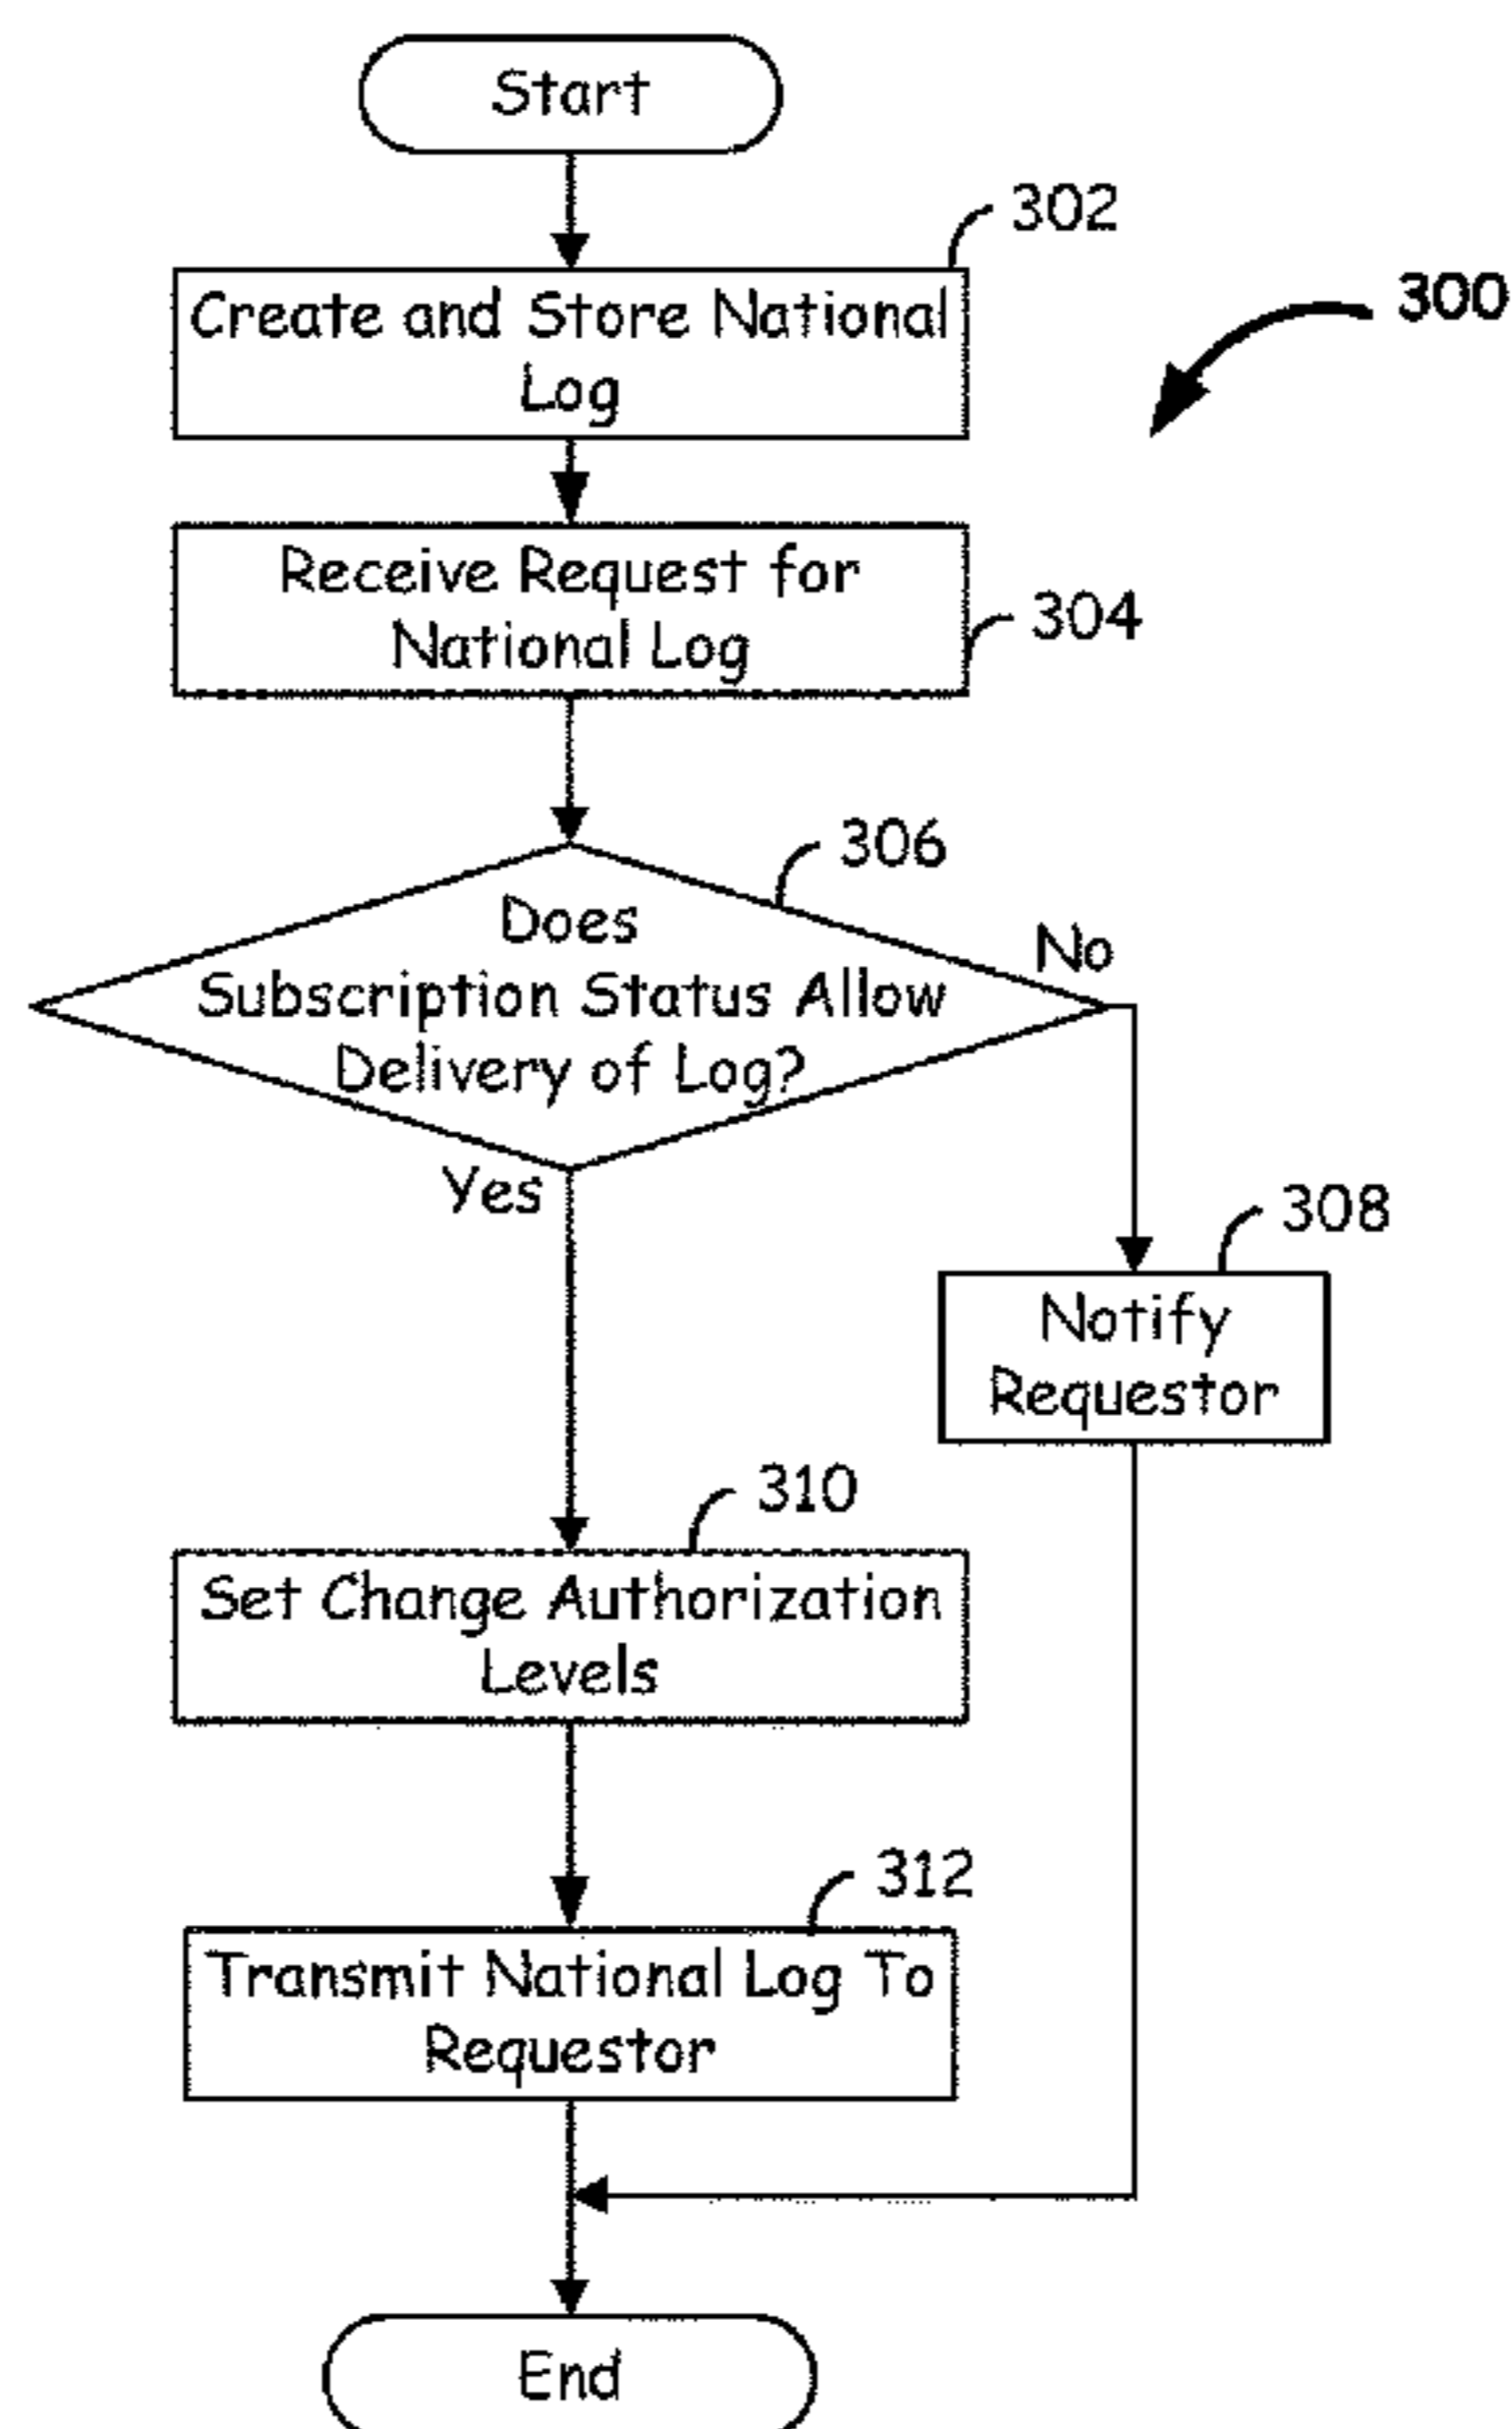 Start
302
300
Create and Store National
Log
Receive Request for
National Log
304
306
Does
Subscription Status Allow
Delivery of Log?
No
Yes
308
Notify
Requestor
310
Set Change Authorization
Levels
312
Transmit National Log To
Requestor
End